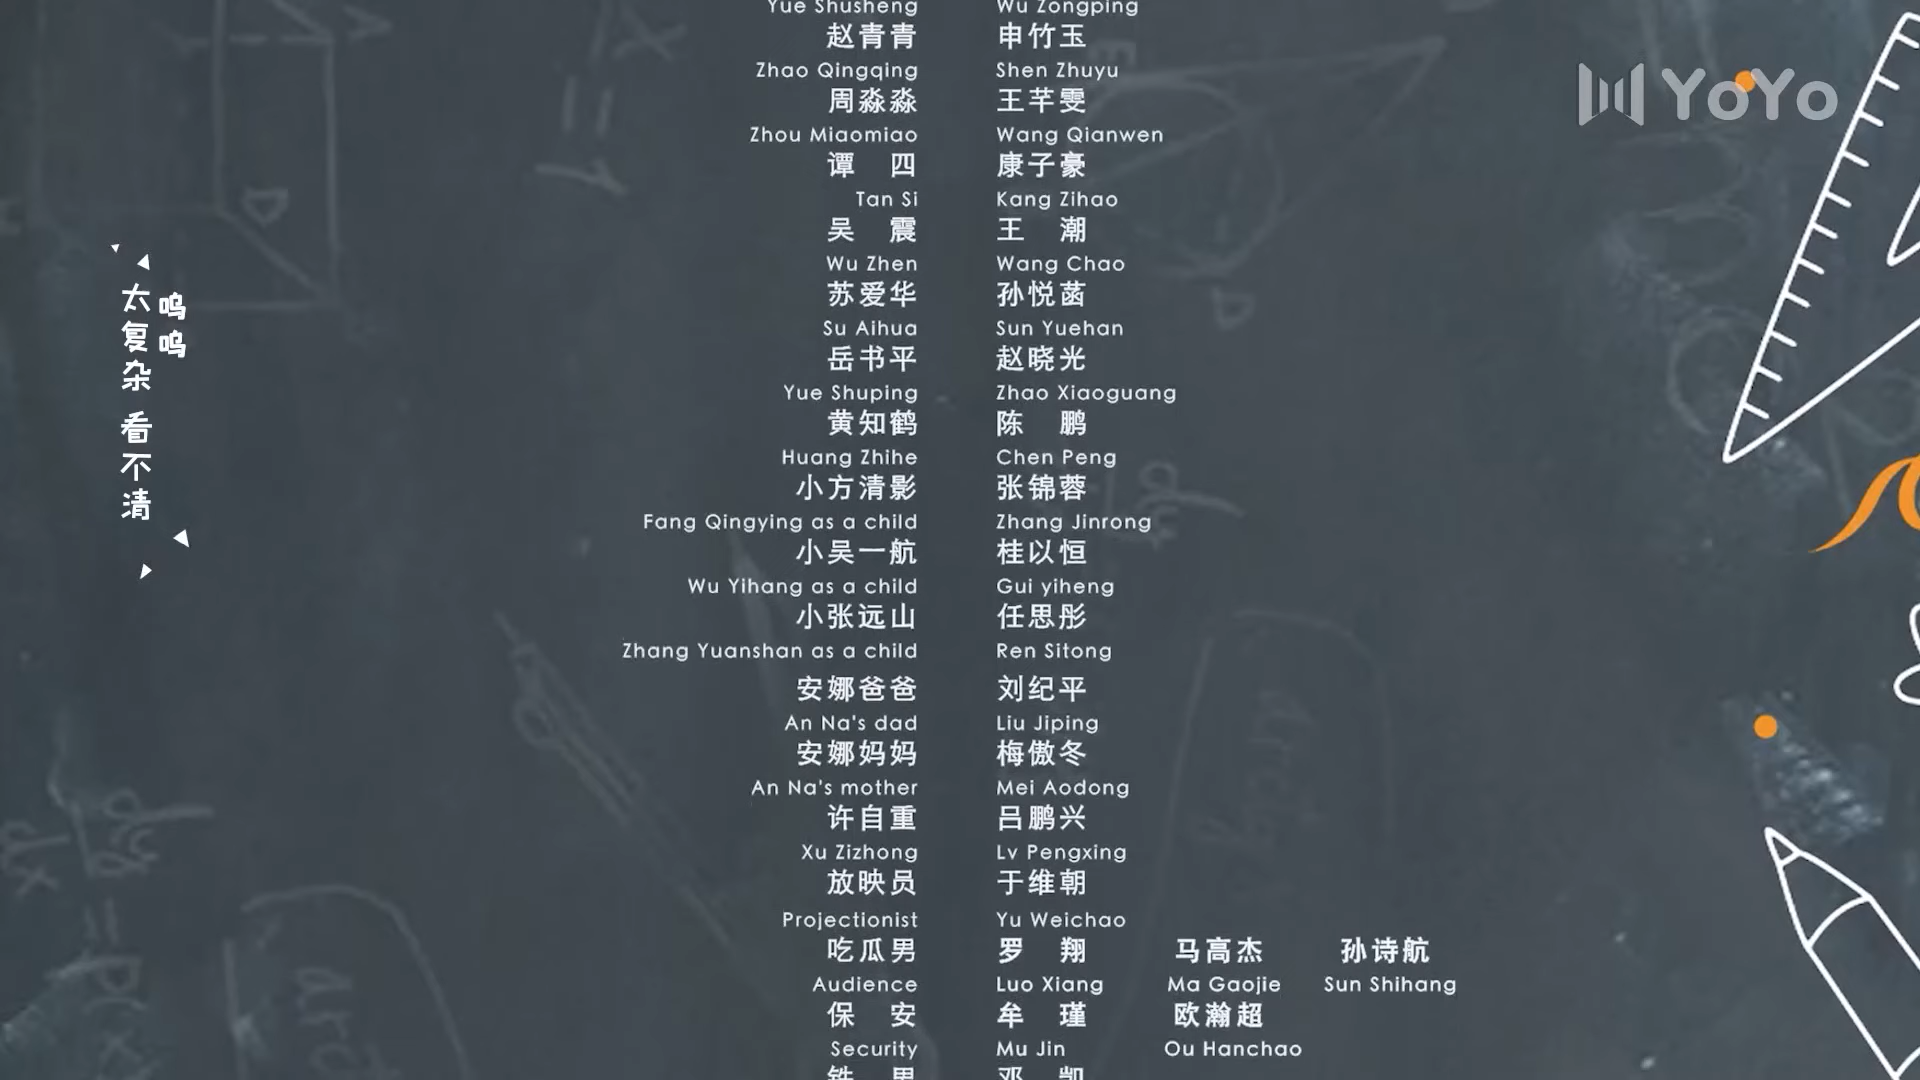 Yue Shusheng Wu Zongping
赵青青 申竹玉
Zhao Qingqing Shen Zhuyu
周淼淼 王芊雯
Zhou Miaomiao Wang Qianwen
谭 四 康子豪
Tan Si Kang Zihao
吴 震 王 潮
Wu Zhen Wang Chao
苏爱华 孙悦菡
Su Aihua Sun Yuehan
岳书平 赵晓光
Yue Shuping Zhao Xiaoguang
黄知鹤 陈 鹏
Huang Zhihe Chen Peng
小方清影 张锦蓉
Fang Qingying as a child Zhang Jinrong
小吴一航 桂以恒
Wu Yihang as a child Gui yiheng
小张远山 任思彤
Zhang Yuanshan as a child Ren Sitong
安娜爸爸 刘纪平
An Na's dad Liu Jiping
安娜妈妈 梅傲冬
An Na's mother Mei Aodong
许自重 吕鹏兴
Xu Zizhong Lv Pengxing
放映员 于维朝
Projectionist Yu Weichao
吃瓜男 罗 翔 马高杰 孙诗航
Audience Luo Xiang Ma Gaojie Sun Shihang
保 安 牟 瑾 欧瀚超
Security Mu Jin Ou Hanchao
YoYo
呜呜
太复杂 看不清